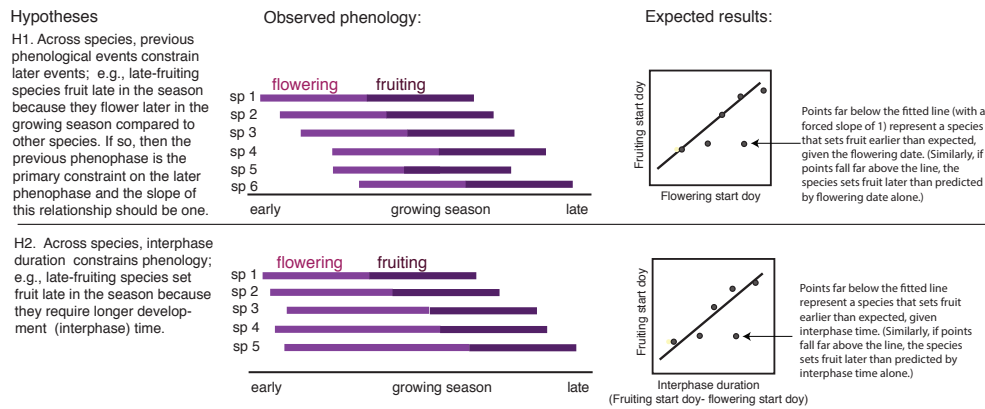 Hypotheses
Observed phenology:
Expected results:
H1. Across species, previous
phenological events constrain
later events; e.g., late-fruiting
species fruit late in the season
because they flower later in the
growing season compared to
other species. If so, then the
previous phenophase is the
primary constraint on the later
phenophase and the slope of
this relationship should be one.
flowering
fruiting
sp 1
sp 2
sp 3
sp 4
sp 5
sp 6
early
growing season
late
Fruiting start doy
Flowering start doy
Points far below the fitted line (with a
forced slope of 1) represent a species
that sets fruit earlier than expected,
given the flowering date. (Similarly, if
points fall far above the line, the
species sets fruit later than predicted
by flowering date alone.)
H2. Across species, interphase
duration constrains phenology;
e.g., late-fruiting species set
fruit late in the season because
they require longer develop-
ment (interphase) time.
flowering
fruiting
sp 1
sp 2
sp 3
sp 4
sp 5
early
growing season
late
Fruiting start doy
Interphase duration
(Fruiting start doy- flowering start doy)
Points far below the fitted line
represent a species that sets fruit
earlier than expected, given
interphase time. (Similarly, if points
fall far above the line, the species
sets fruit later than predicted by
interphase time alone.)